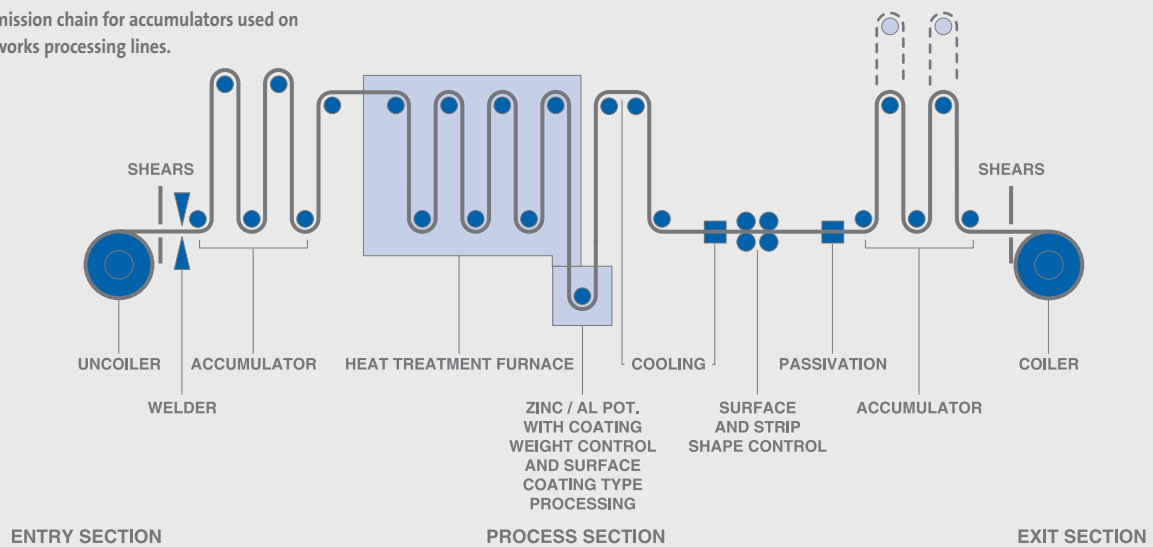 mission chain for accumulators used on
works processing lines.
SHEARS
SHEARS
UNCOILER
ACCUMULATOR
HEAT TREATMENT FURNACE
COOLING
PASSIVATION
COILER
WELDER
ZINC / AL POT.
WITH COATING
WEIGHT CONTROL
AND SURFACE
COATING TYPE
PROCESSING
SURFACE
AND STRIP
SHAPE CONTROL
ACCUMULATOR
ENTRY SECTION
PROCESS SECTION
EXIT SECTION